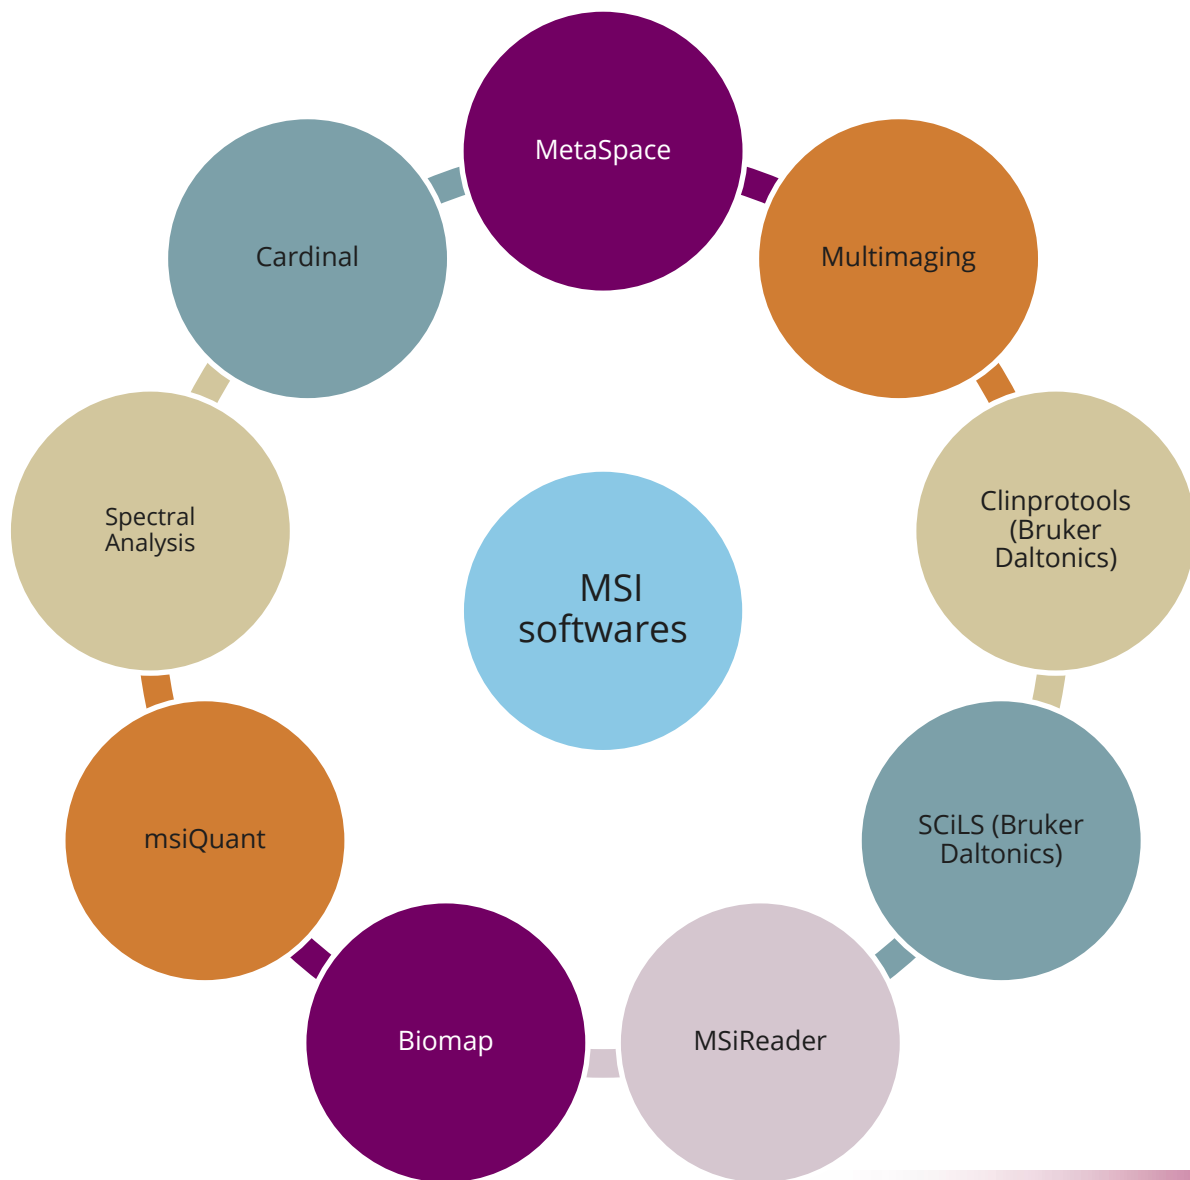 MetaSpace
Cardinal
Multimaging
Spectral
Analysis
Clinprotools
(Bruker
Daltonics)
MSI
softwares
msiQuant
SCiLS (Bruker
Daltonics)
Biomap
MSiReader